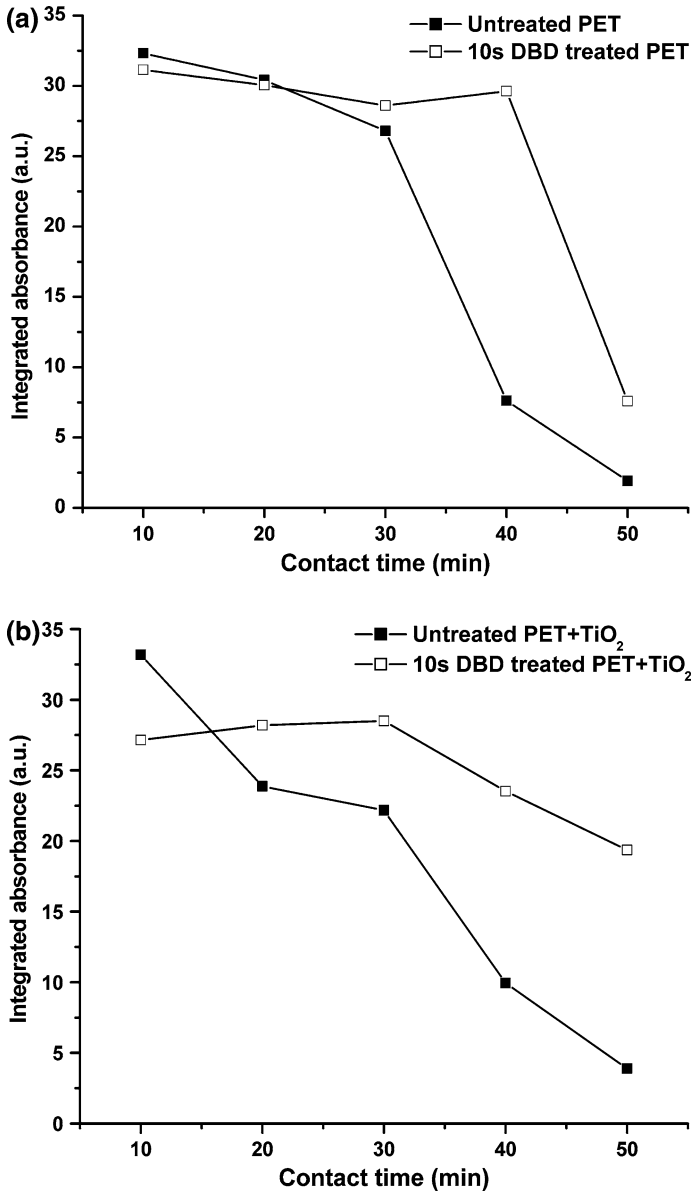 (a)
Untreated PET
10s DBD treated PET
Integrated absorbance (a.u.)
35
30
25
20
15
10
5
0
10 20 30 40 50
Contact time (min)
(b)
Untreated PET+TiO₂
10s DBD treated PET+TiO₂
Integrated absorbance (a.u.)
35
30
25
20
15
10
5
0
10 20 30 40 50
Contact time (min)